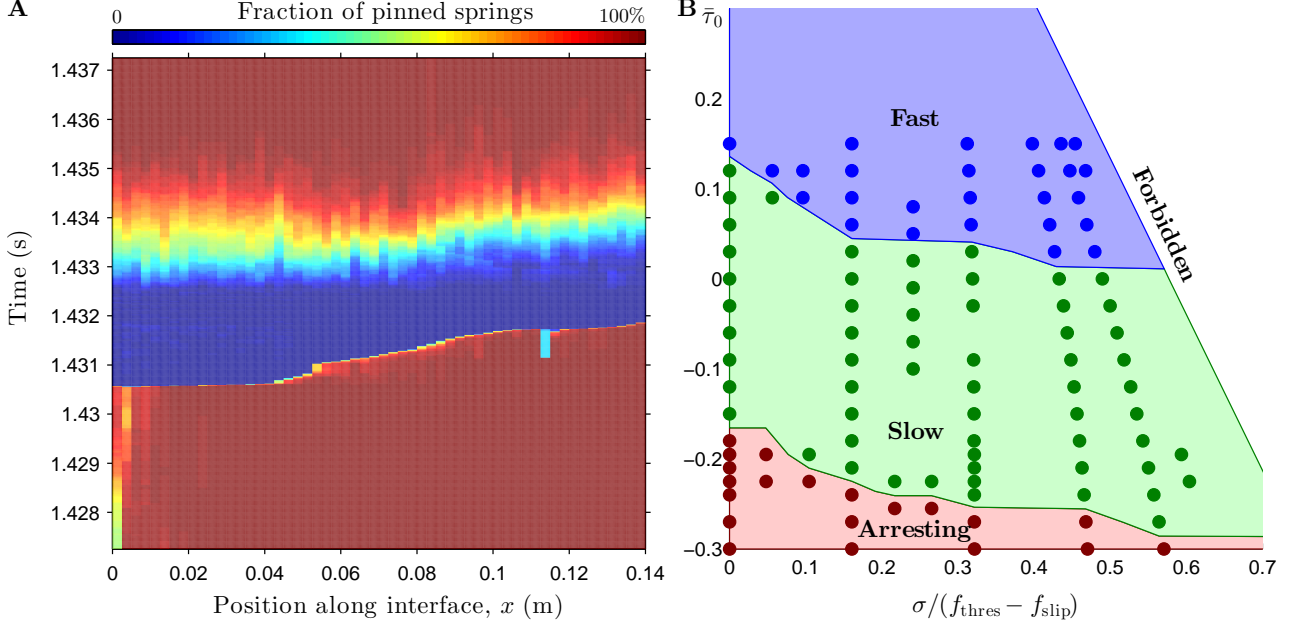 A
0 Fraction of pinned springs 100%
1.437
1.436
1.435
1.434
1.433
1.432
1.431
1.43
1.429
1.428
Time (s)
0 0.02 0.04 0.06 0.08 0.1 0.12 0.14
Position along interface, x (m)
B
τ̄₀
0.2
0.1
0
−0.1
−0.2
−0.3
Fast
Forbidden
Slow
Arresting
0 0.1 0.2 0.3 0.4 0.5 0.6 0.7
σ/(f_thres − f_slip)